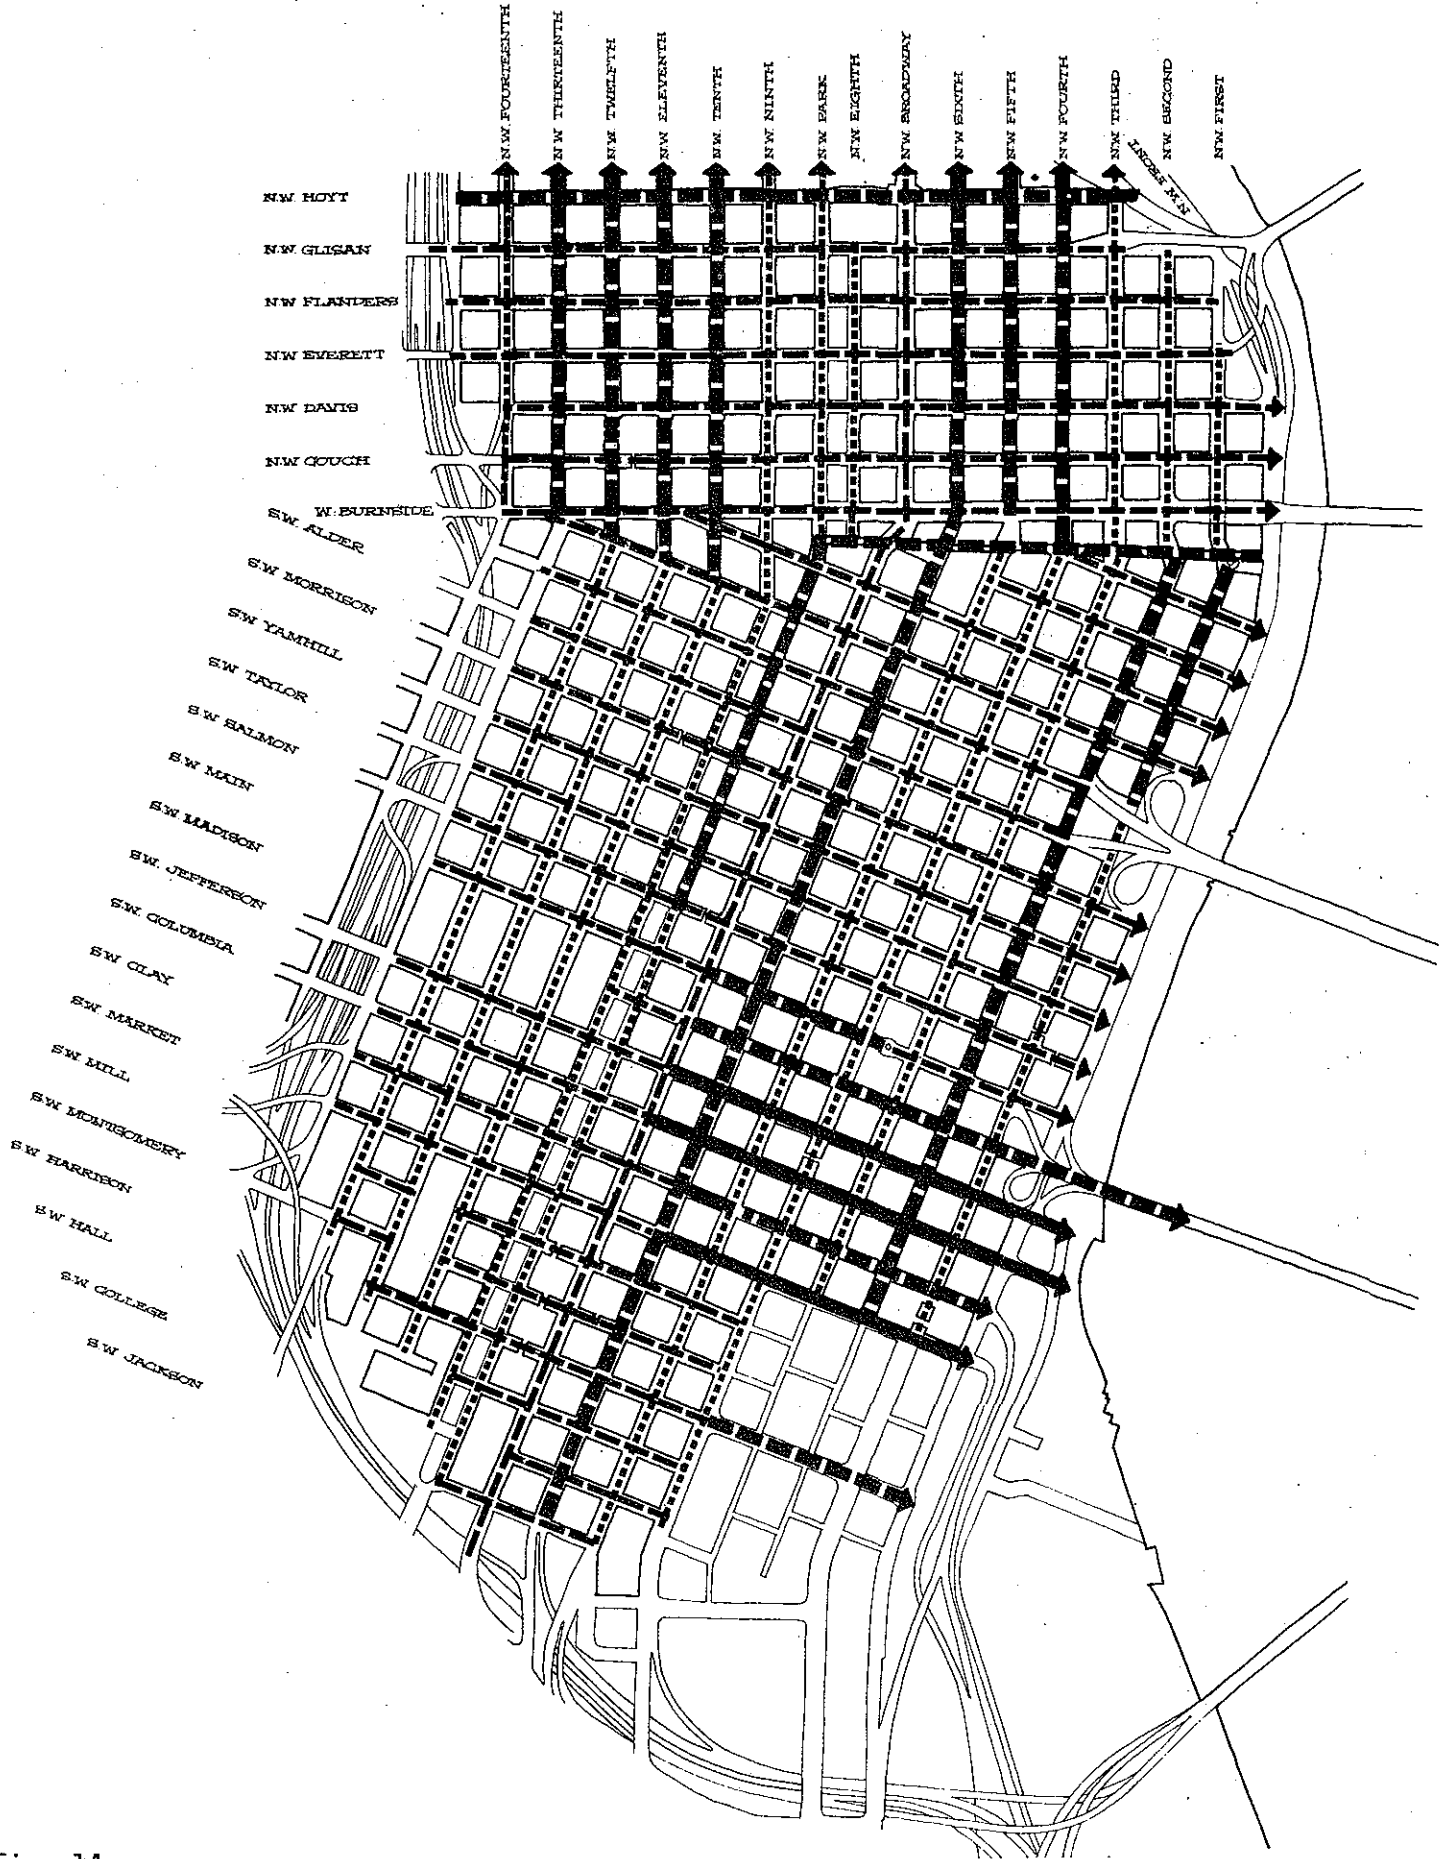 N.W. FOURTEENTH
N.W THIRTEENTH
N.W. TWELFTH
N.W ELEVENTH
N.W. TENTH
N.W. NINTH
N.W PARK
N.W. EIGHTH
N.W. BROADWAY
N.W SIXTH
N.W FIFTH
N.W FOURTH
N.W THIRD
N.W. SECOND
N.W. FIRST
N.W FRONT
N.W. HOYT
N.W. GLISAN
N.W FLANDERS
N.W EVERETT
N.W DAVIS
N.W COUCH
W. BURNSIDE
S.W. ALDER
S.W MORRISON
S.W YAMHILL
S.W TAYLOR
S.W SALMON
S.W MAIN
S.W. MADISON
S.W. JEFFERSON
S.W. COLUMBIA
S.W CLAY
S.W. MARKET
S.W MILL
S.W MONTGOMERY
S.W HARRISON
S.W HALL
S.W COLLEGE
S.W JACKSON